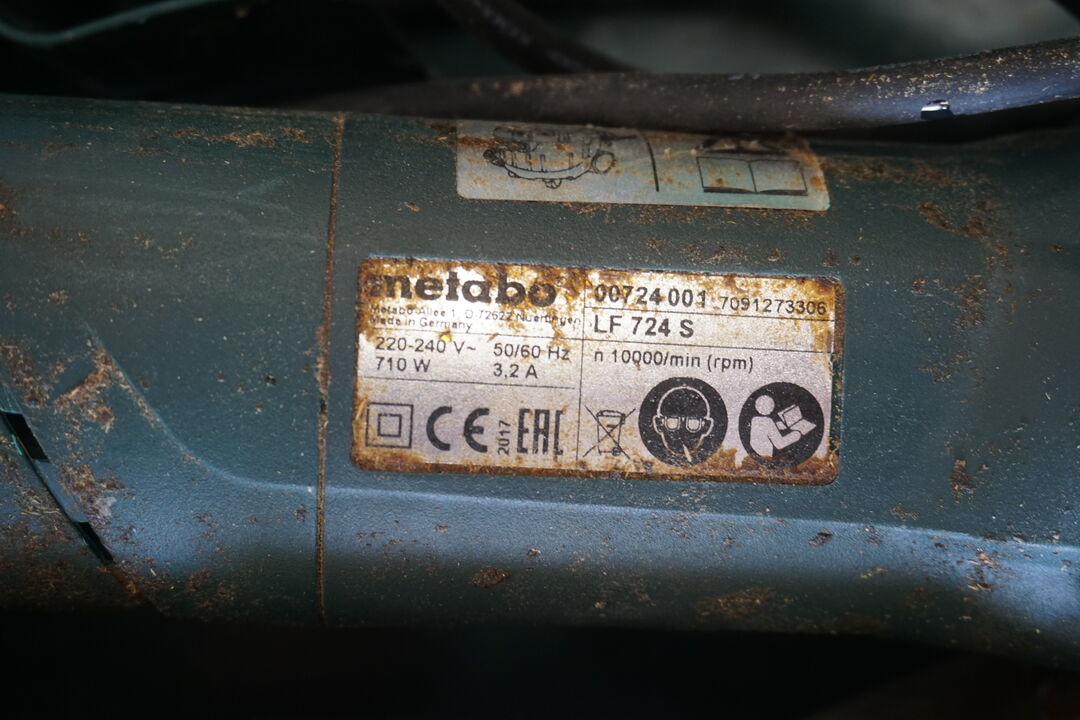 metabo
Metabo-Allee 1, D-72622 Nuertingen
Made in Germany
220-240 V~ 50/60 Hz
710 W 3,2 A
CE 2017 EAC
00724001 7091273306
LF 724 S
n 10000/min (rpm)